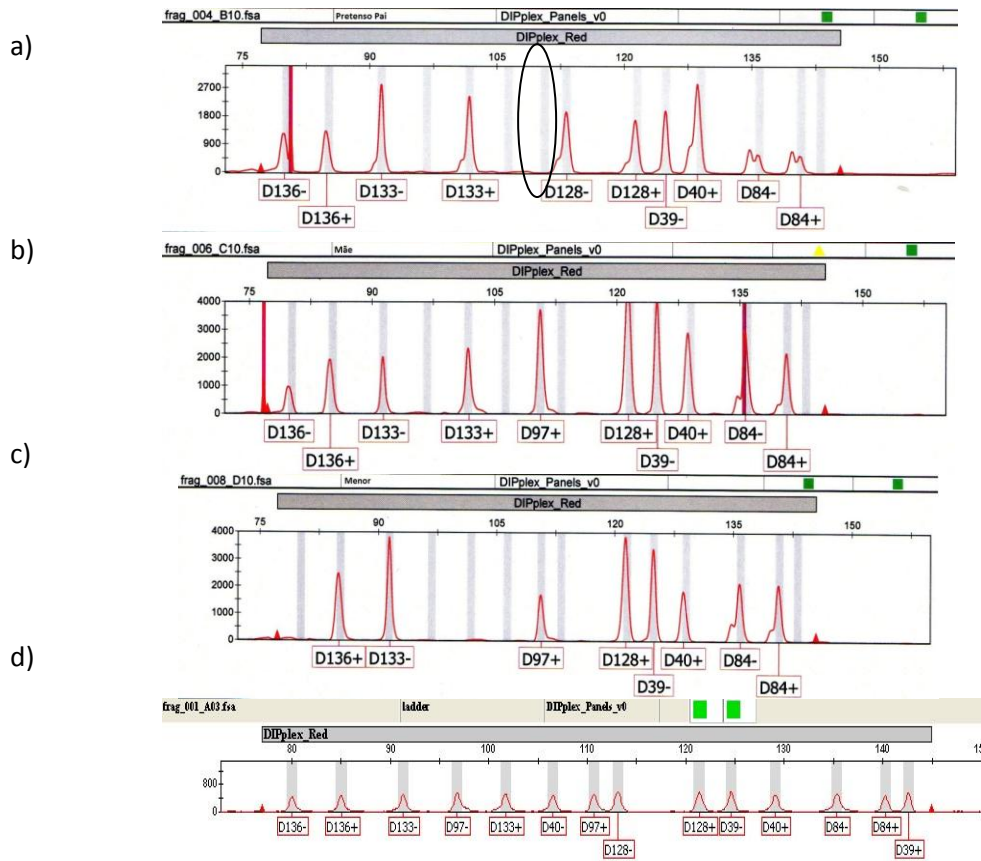 frag_004_B10.fsa Pretenso Pai DIPplex_Panels_v0
a)
DIPplex_Red
75 90 105 120 135 150
2700
1800
900
0
D136- D133- D133+ D128- D128+ D40+ D84-
D136+ D39- D84+
b)
frag_006_C10.fsa Mãe DIPplex_Panels_v0
DIPplex_Red
75 90 105 120 135 150
4000
3000
2000
1000
0
D136- D133- D133+ D97+ D128+ D40+ D84-
D136+ D39- D84+
c)
frag_008_D10.fsa Menor DIPplex_Panels_v0
DIPplex_Red
75 90 105 120 135 150
4000
3000
2000
1000
0
D136+ D133- D97+ D128+ D40+ D84-
D39- D84+
d)
frag_001_A03.fsa ladder DIPplex_Panels_v0
DIPplex_Red
80 90 100 110 120 130 140 150
800
0
D136- D136+ D133- D97- D133+ D40- D97+ D128+ D39- D40+ D84- D84+
D128- D39+